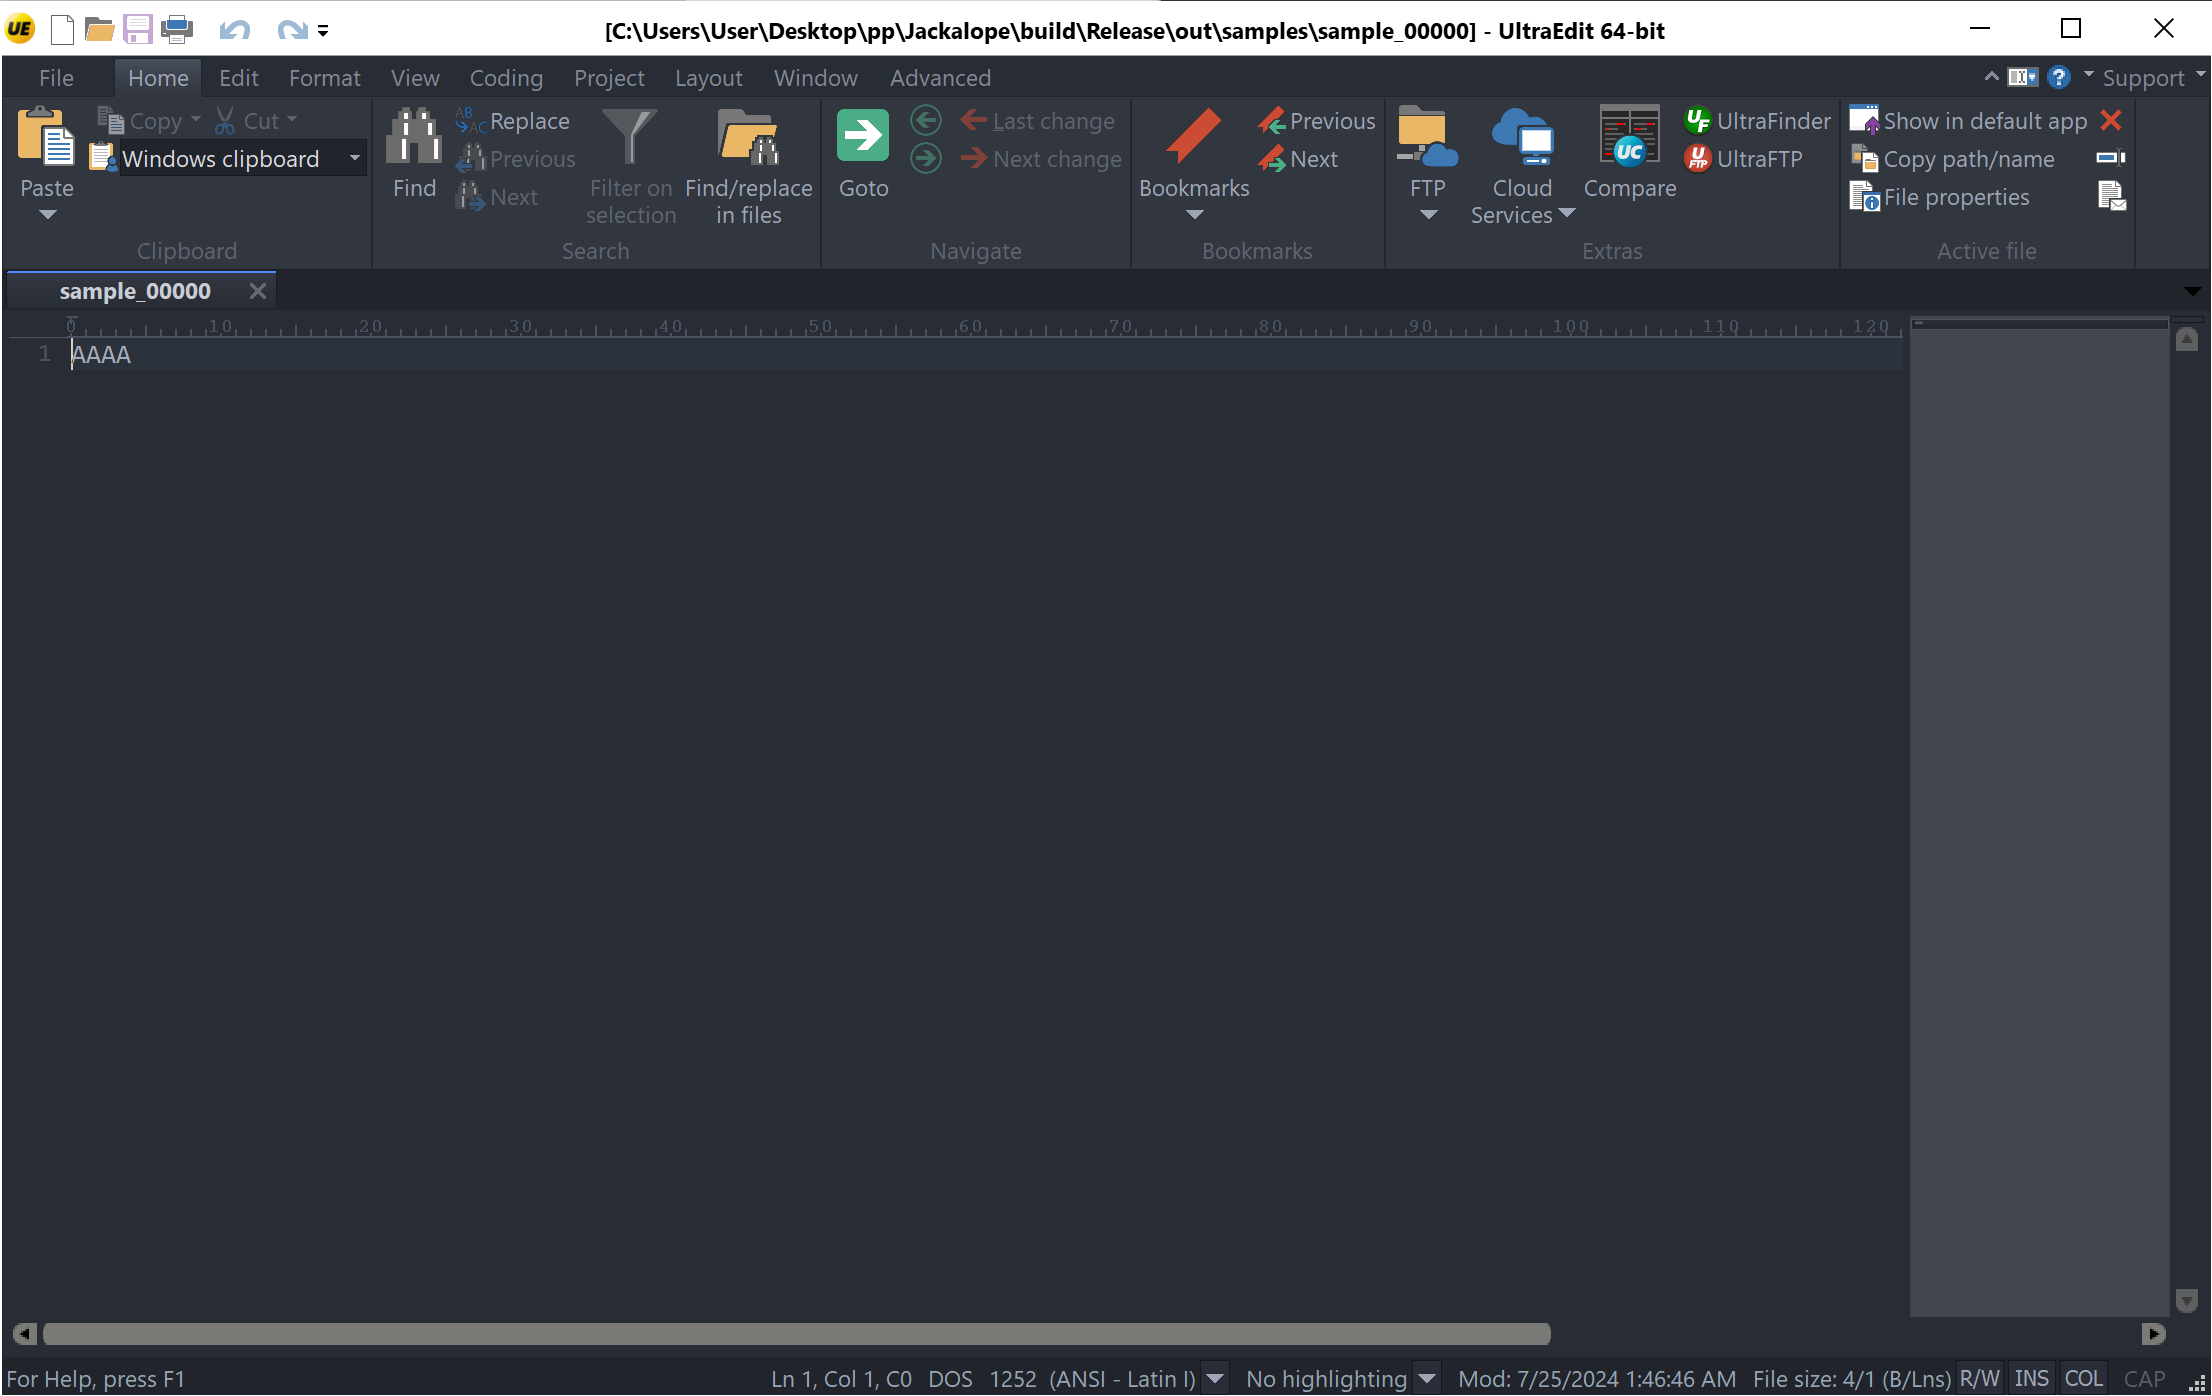 UE [C:\Users\User\Desktop\pp\Jackalope\build\Release\out\samples\sample_00000] - UltraEdit 64-bit
File Home Edit Format View Coding Project Layout Window Advanced Support
Paste
Copy Cut
Windows clipboard
Clipboard
Find
AB AC Replace
Previous
Next
Filter on
selection
Find/replace
in files
Search
Goto
Last change
Next change
Navigate
Bookmarks
Previous
Next
Bookmarks
FTP
Cloud
Services
UC
Compare
UF UltraFinder
U FTP UltraFTP
Extras
Show in default app
Copy path/name
File properties
Active file
sample_00000
0 10 20 30 40 50 60 70 80 90 100 110 120
1 AAAA
For Help, press F1 Ln 1, Col 1, C0 DOS 1252 (ANSI - Latin I) No highlighting Mod: 7/25/2024 1:46:46 AM File size: 4/1 (B/Lns) R/W INS COL CAP